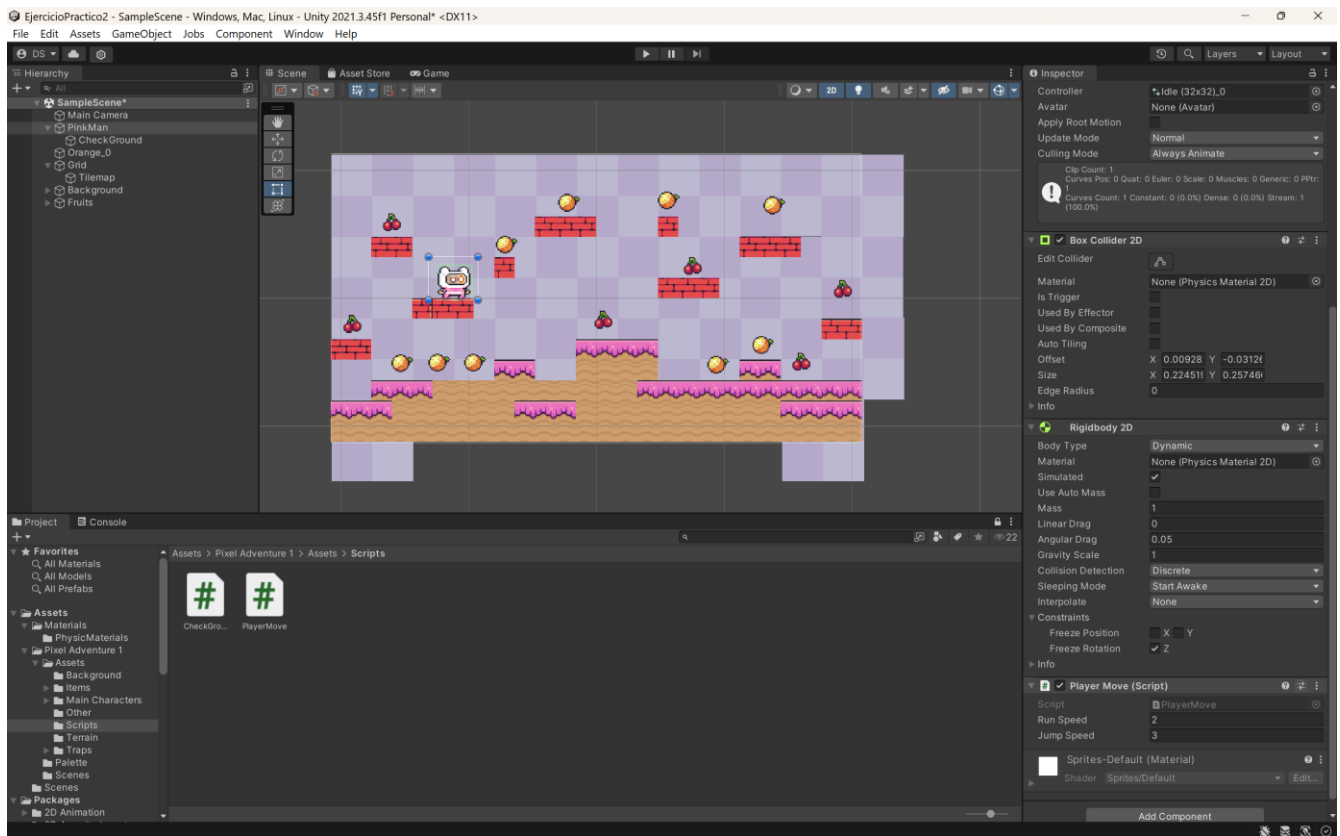 EjercicioPractico2 - SampleScene - Windows, Mac, Linux - Unity 2021.3.45f1 Personal* <DX11>
File Edit Assets GameObject Jobs Component Window Help
DS
Layers
Layout
Hierarchy
All
SampleScene*
Main Camera
PinkMan
CheckGround
Orange_0
Grid
Tilemap
Background
Fruits
Scene
Asset Store
Game
2D
Inspector
Controller Idle (32x32)_0
Avatar None (Avatar)
Apply Root Motion
Update Mode Normal
Culling Mode Always Animate
Clip Count: 1
Curves Pos: 0 Quat: 0 Euler: 0 Scale: 0 Muscles: 0 Generic: 0 PPtr:
1
Curves Count: 1 Constant: 0 (0.0%) Dense: 0 (0.0%) Stream: 1
(100.0%)
Box Collider 2D
Edit Collider
Material None (Physics Material 2D)
Is Trigger
Used By Effector
Used By Composite
Auto Tiling
Offset X 0.00928 Y -0.03126
Size X 0.224519 Y 0.25746
Edge Radius 0
Info
Rigidbody 2D
Body Type Dynamic
Material None (Physics Material 2D)
Simulated
Use Auto Mass
Mass 1
Linear Drag 0
Angular Drag 0.05
Gravity Scale 1
Collision Detection Discrete
Sleeping Mode Start Awake
Interpolate None
Constraints
Freeze Position X Y
Freeze Rotation Z
Info
Player Move (Script)
Script PlayerMove
Run Speed 2
Jump Speed 3
Sprites-Default (Material)
Shader Sprites/Default Edit...
Add Component
Project
Console
22
Favorites
All Materials
All Models
All Prefabs
Assets
Materials
PhysicMaterials
Pixel Adventure 1
Assets
Background
Items
Main Characters
Other
Scripts
Terrain
Traps
Palette
Scenes
Scenes
Packages
2D Animation
Assets > Pixel Adventure 1 > Assets > Scripts
#
#
CheckGro...
PlayerMove